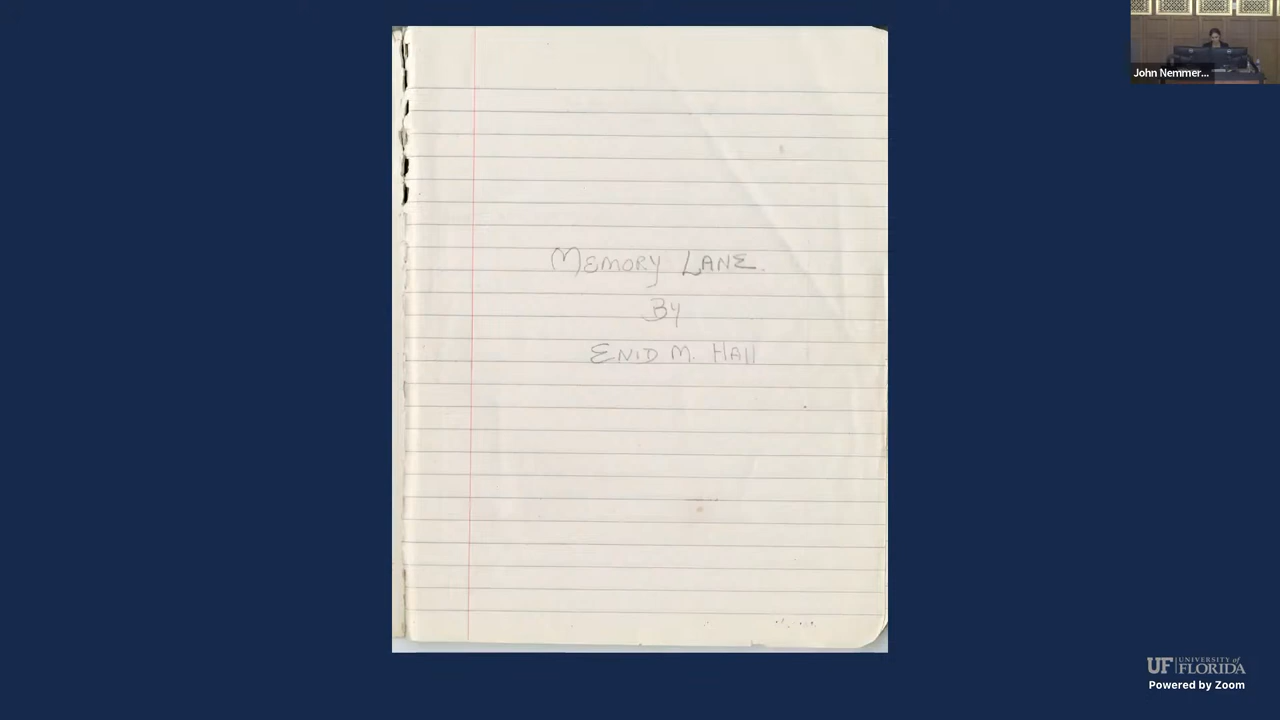 John Nemmer...
MEMORY LANE.
By
ENID M. HAll
UF UNIVERSITY of
FLORIDA
Powered by Zoom